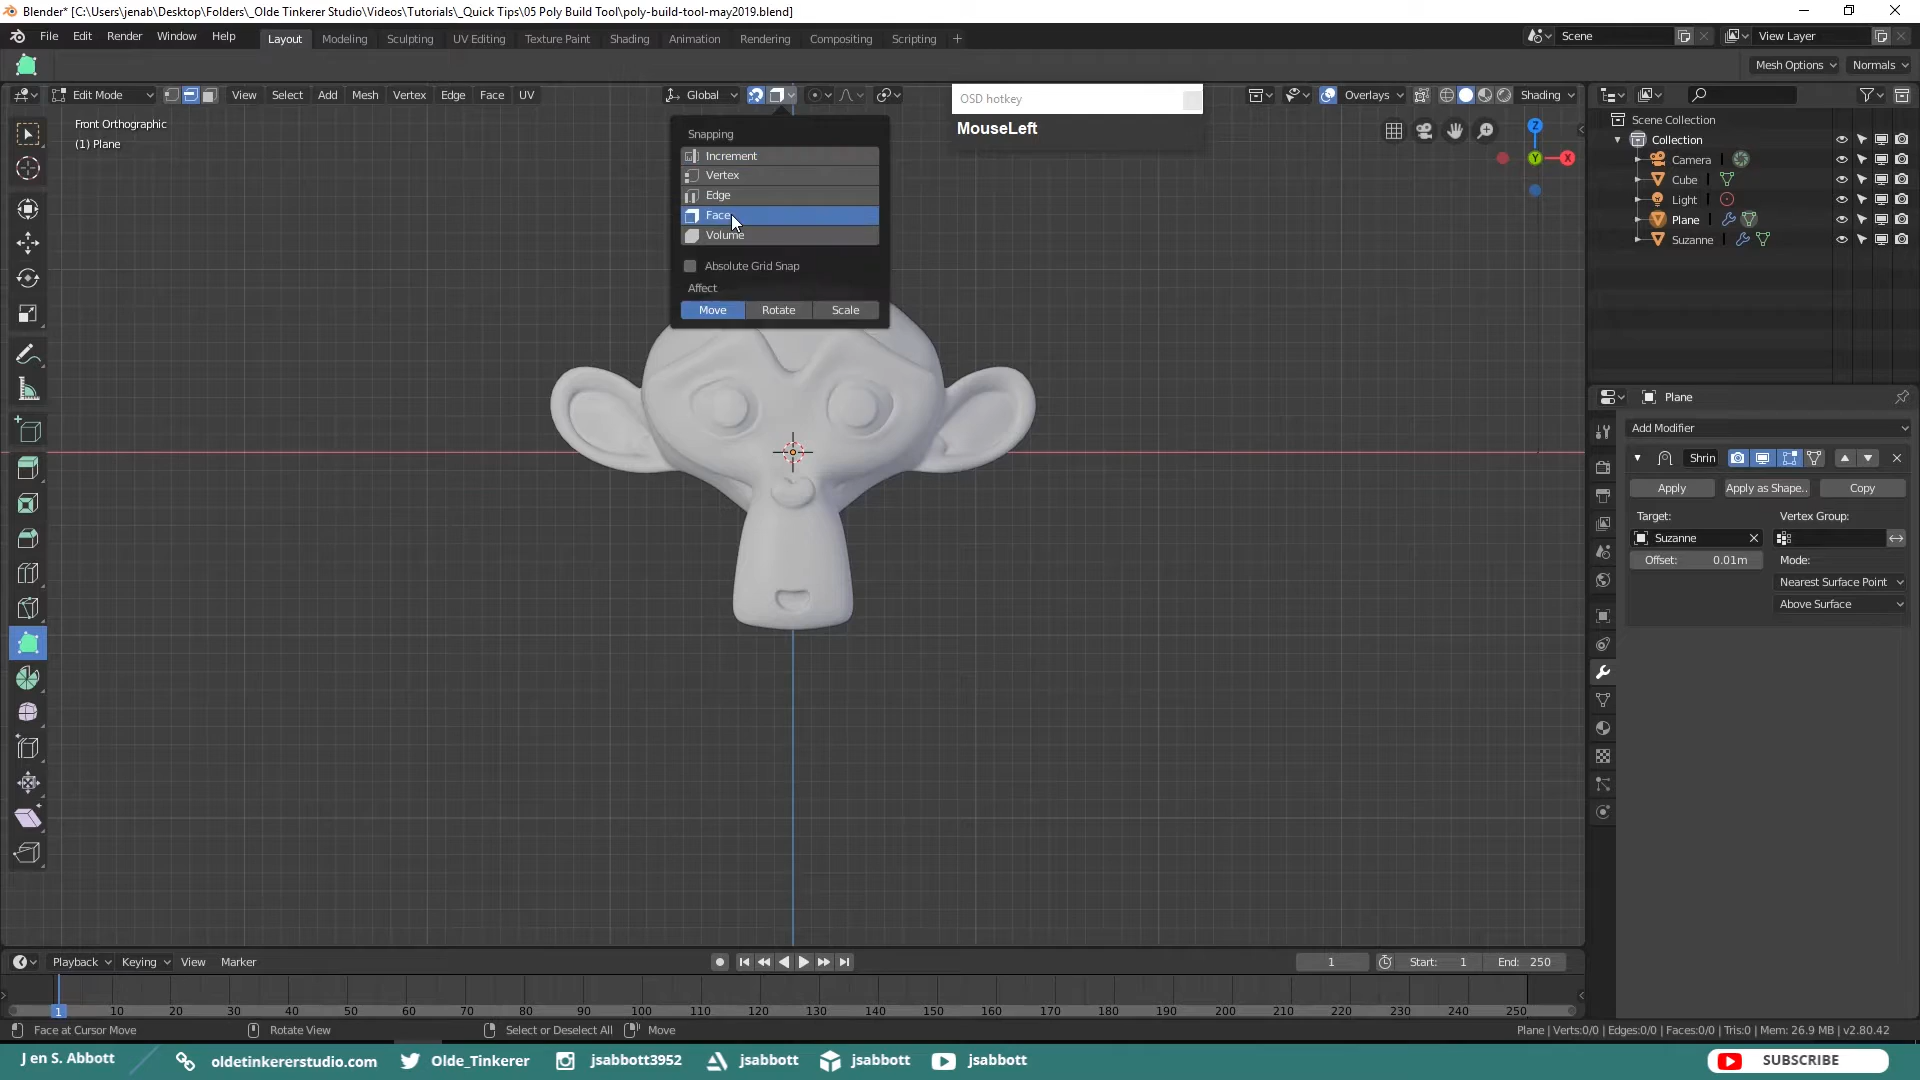 Blender* [C:\Users\jenab\Desktop\Folders\_Olde Tinkerer Studio\Videos\Tutorials\_Quick Tips\05 Poly Build Tool\poly-build-tool-may2019.blend]
File Edit Render Window Help Layout Modeling Sculpting UV Editing Texture Paint Shading Animation Rendering Compositing Scripting + Scene View Layer
Mesh Options Normals
Edit Mode View Select Add Mesh Vertex Edge Face UV Global OSD hotkey Overlays Shading
Front Orthographic
(1) Plane
MouseLeft
Z
Y
X
Snapping
Increment
Vertex
Edge
Face
Volume
Absolute Grid Snap
Affect
Move Rotate Scale
Scene Collection
Collection
Camera
Cube
Light
Plane
Suzanne
Plane
Add Modifier
Shrin
Apply Apply as Shape.. Copy
Target: Vertex Group:
Suzanne
Offset: 0.01m Mode:
Nearest Surface Point
Above Surface
Playback Keying View Marker 1 Start: 1 End: 250
1 10 20 30 40 50 60 70 80 90 100 110 120 130 140 150 160 170 180 190 200 210 220 230 240 250
Face at Cursor Move Rotate View Select or Deselect All Move Plane | Verts:0/0 | Edges:0/0 | Faces:0/0 | Tris:0 | Mem: 26.9 MB | v2.80.42
J en S. Abbott oldetinkererstudio.com Olde_Tinkerer jsabbott3952 jsabbott jsabbott jsabbott SUBSCRIBE